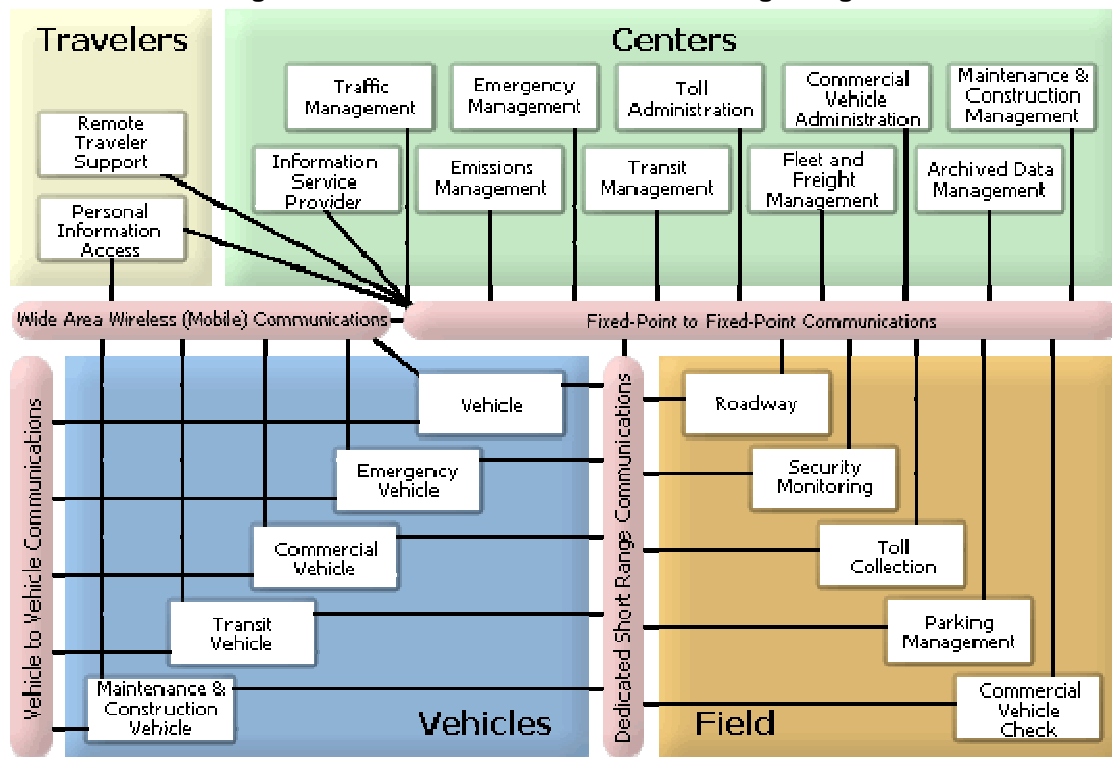 Travelers
Centers
Traffic
Management
Emergency
Management
Toll
Administration
Commercial
Vehicle
Administration
Maintenance &
Construction
Management
Remote
Traveler
Support
Information
Service
Provider
Emissions
Management
Transit
Management
Fleet and
Freight
Management
Archived Data
Management
Personal
Information
Access
Wide Area Wireless (Mobile) Communications
Fixed-Point to Fixed-Point Communications
Vehicle to Vehicle Communications
Vehicle
Emergency
Vehicle
Commercial
Vehicle
Transit
Vehicle
Maintenance &
Construction
Vehicle
Vehicles
Dedicated Short Range Communications
Roadway
Security
Monitoring
Toll
Collection
Parking
Management
Commercial
Vehicle
Check
Field